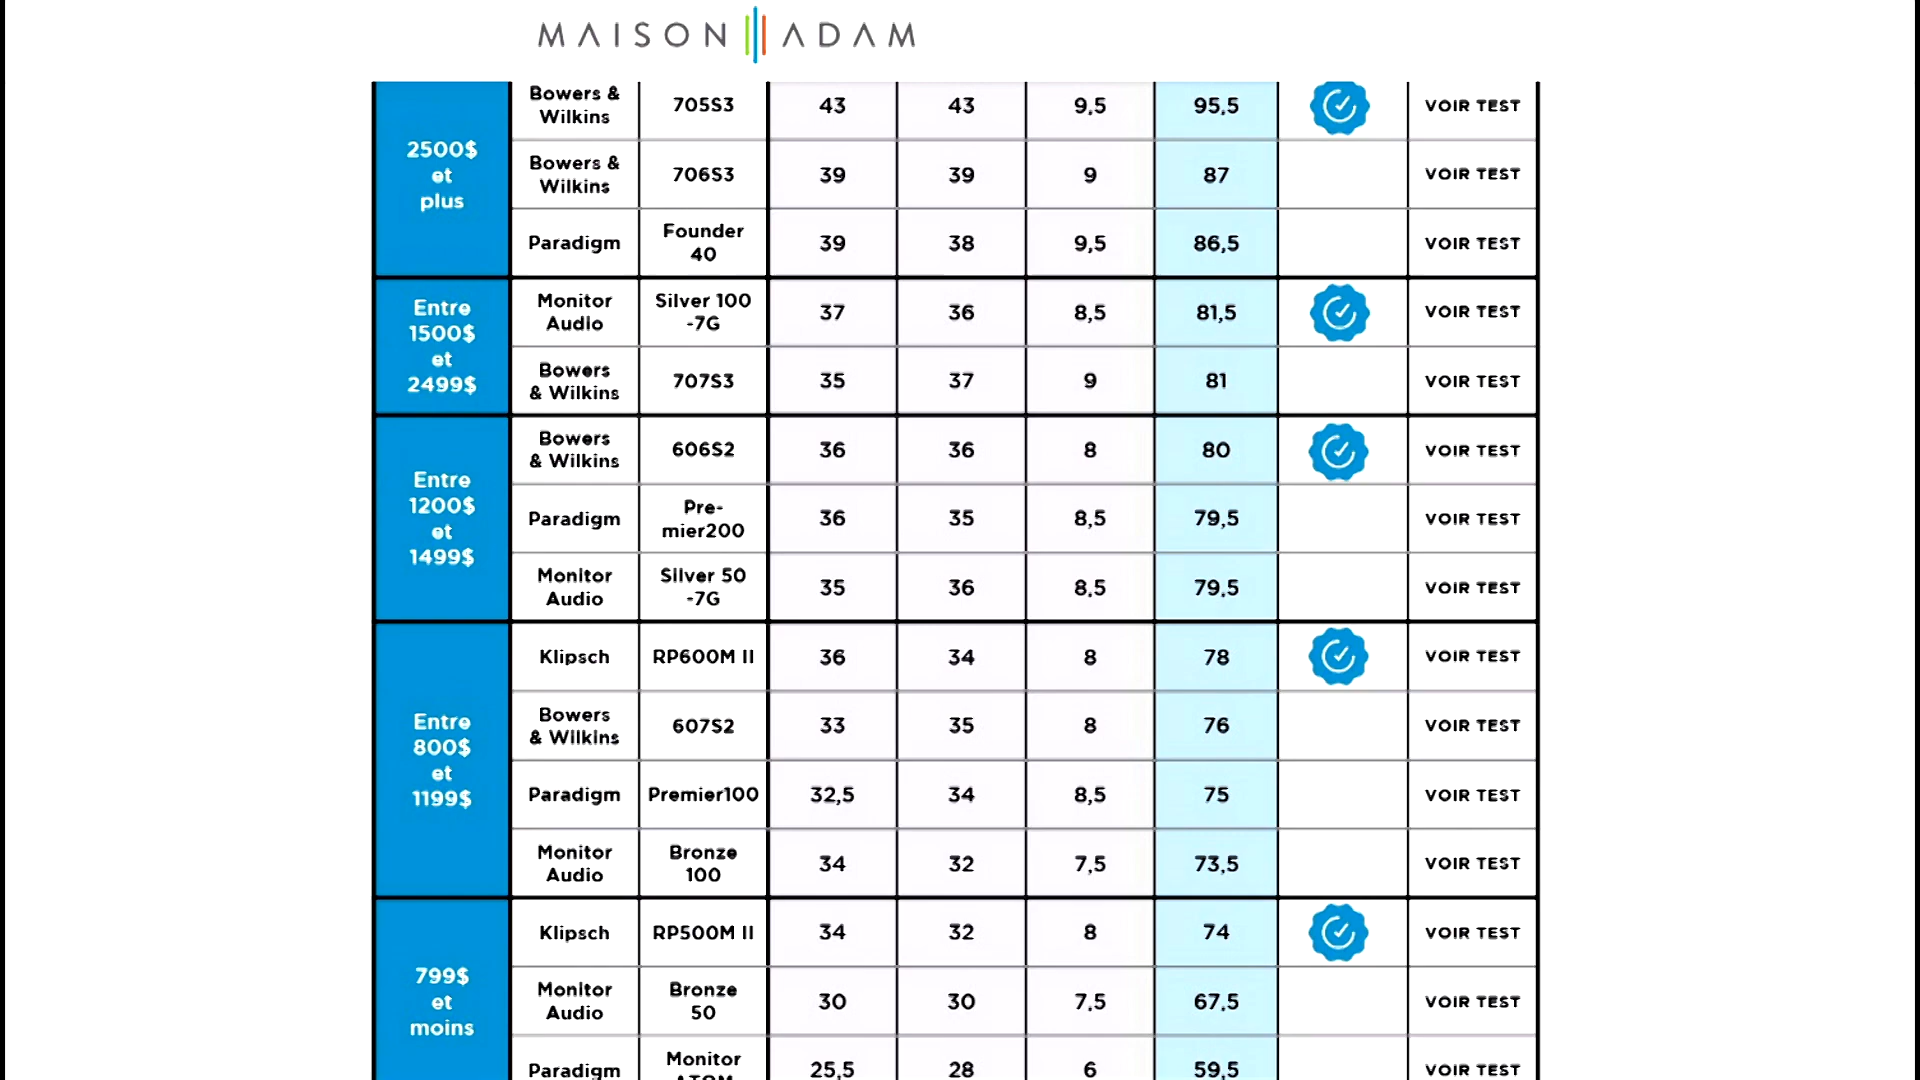 MAISON ADAM
2500$ et plus
Bowers & Wilkins 705S3 43 43 9,5 95,5 VOIR TEST
Bowers & Wilkins 706S3 39 39 9 87 VOIR TEST
Paradigm Founder 40 39 38 9,5 86,5 VOIR TEST
Entre 1500$ et 2499$
Monitor Audio Silver 100 -7G 37 36 8,5 81,5 VOIR TEST
Bowers & Wilkins 707S3 35 37 9 81 VOIR TEST
Entre 1200$ et 1499$
Bowers & Wilkins 606S2 36 36 8 80 VOIR TEST
Paradigm Pre-mier200 36 35 8,5 79,5 VOIR TEST
Monitor Audio Silver 50 -7G 35 36 8,5 79,5 VOIR TEST
Entre 800$ et 1199$
Klipsch RP600M II 36 34 8 78 VOIR TEST
Bowers & Wilkins 607S2 33 35 8 76 VOIR TEST
Paradigm Premier100 32,5 34 8,5 75 VOIR TEST
Monitor Audio Bronze 100 34 32 7,5 73,5 VOIR TEST
799$ et moins
Klipsch RP500M II 34 32 8 74 VOIR TEST
Monitor Audio Bronze 50 30 30 7,5 67,5 VOIR TEST
Paradigm Monitor 25,5 28 6 59,5 VOIR TEST